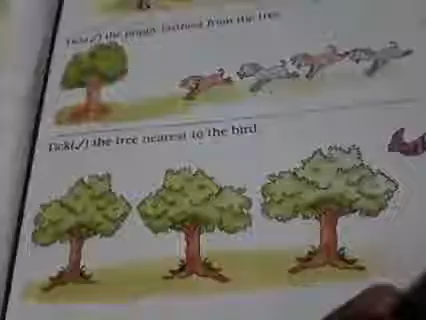 Tick(✓) the puppy farthest from the tree.
Tick(✓) the tree nearest to the bird.